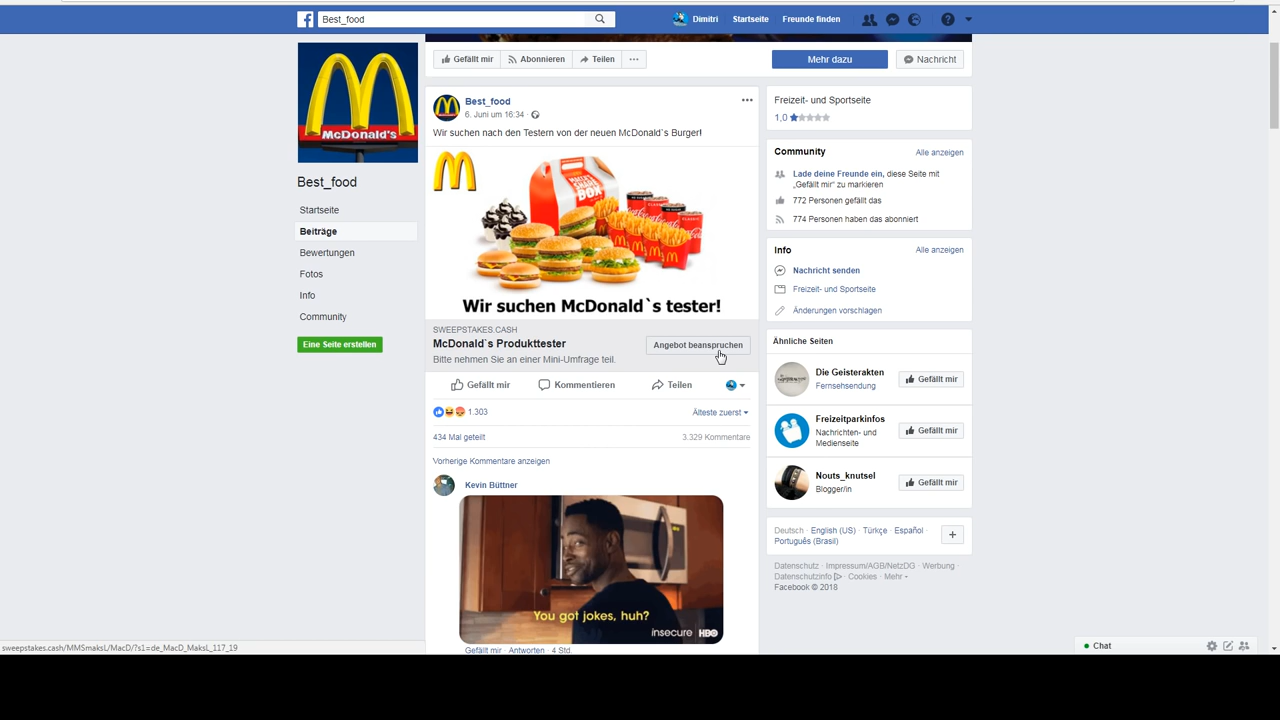 Best_food
Dimitri
Startseite
Freunde finden
Gefällt mir
Abonnieren
Teilen
Mehr dazu
Nachricht
McDonald's
Best_food
Startseite
Beiträge
Bewertungen
Fotos
Info
Community
Eine Seite erstellen
Best_food
6. Juni um 16:34 ·
Wir suchen nach den Testern von der neuen McDonald`s Burger!
Wir suchen McDonald`s tester!
SWEEPSTAKES.CASH
McDonald`s Produkttester
Bitte nehmen Sie an einer Mini-Umfrage teil.
Angebot beanspruchen
Gefällt mir
Kommentieren
Teilen
1.303
Älteste zuerst
434 Mal geteilt
3.329 Kommentare
Vorherige Kommentare anzeigen
Kevin Büttner
You got jokes, huh?
insecure HBO
Gefällt mir · Antworten · 4 Std.
Freizeit- und Sportseite
1,0
Community
Alle anzeigen
Lade deine Freunde ein, diese Seite mit
„Gefällt mir" zu markieren
772 Personen gefällt das
774 Personen haben das abonniert
Info
Alle anzeigen
Nachricht senden
Freizeit- und Sportseite
Änderungen vorschlagen
Ähnliche Seiten
Die Geisterakten
Fernsehsendung
Gefällt mir
Freizeitparkinfos
Nachrichten- und
Medienseite
Gefällt mir
Nouts_knutsel
Blogger/in
Gefällt mir
Deutsch · English (US) · Türkçe · Español ·
Português (Brasil)
Datenschutz · Impressum/AGB/NetzDG · Werbung ·
Datenschutzinfo · Cookies · Mehr
Facebook © 2018
sweepstakes.cash/MMSmaksL/MacD/?s1=de_MacD_MaksL_117_19
Chat